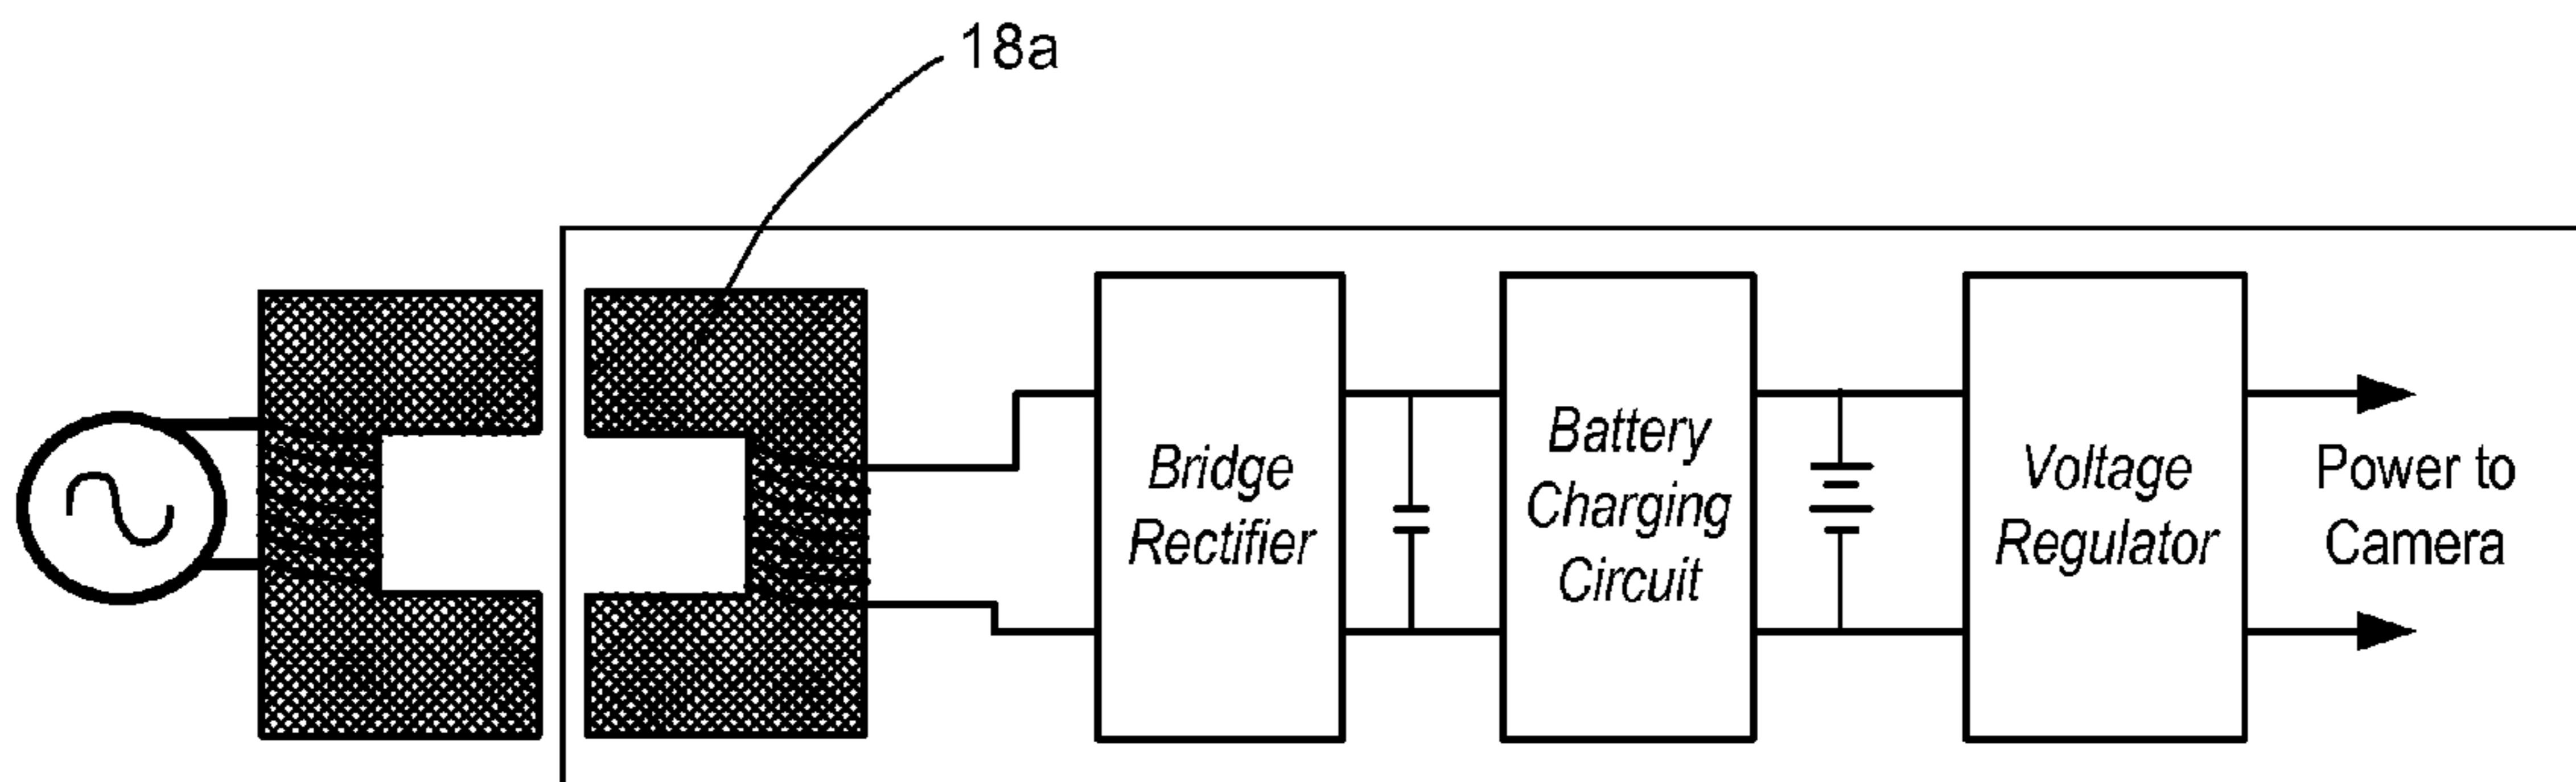 18a
Bridge
Rectifier
Battery
Charging
Circuit
Voltage
Regulator
Power to
Camera